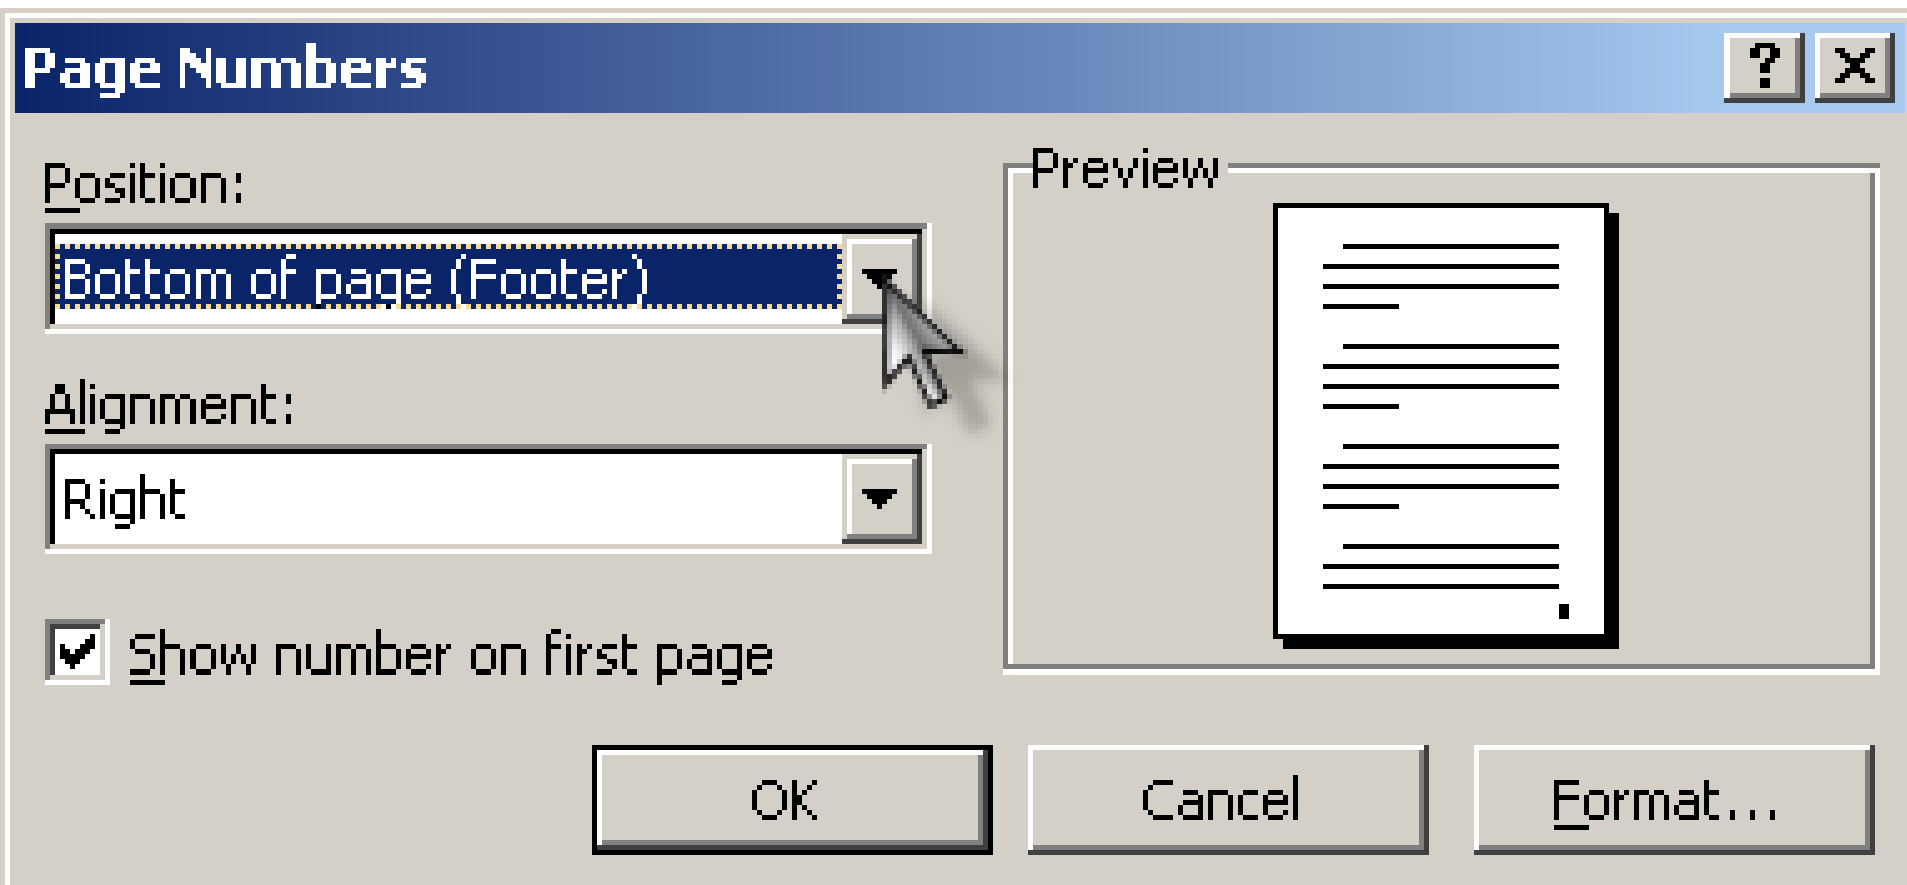 Page Numbers
Position:
Bottom of page (Footer)
Alignment:
Right
Show number on first page
Preview
OK
Cancel
Format...